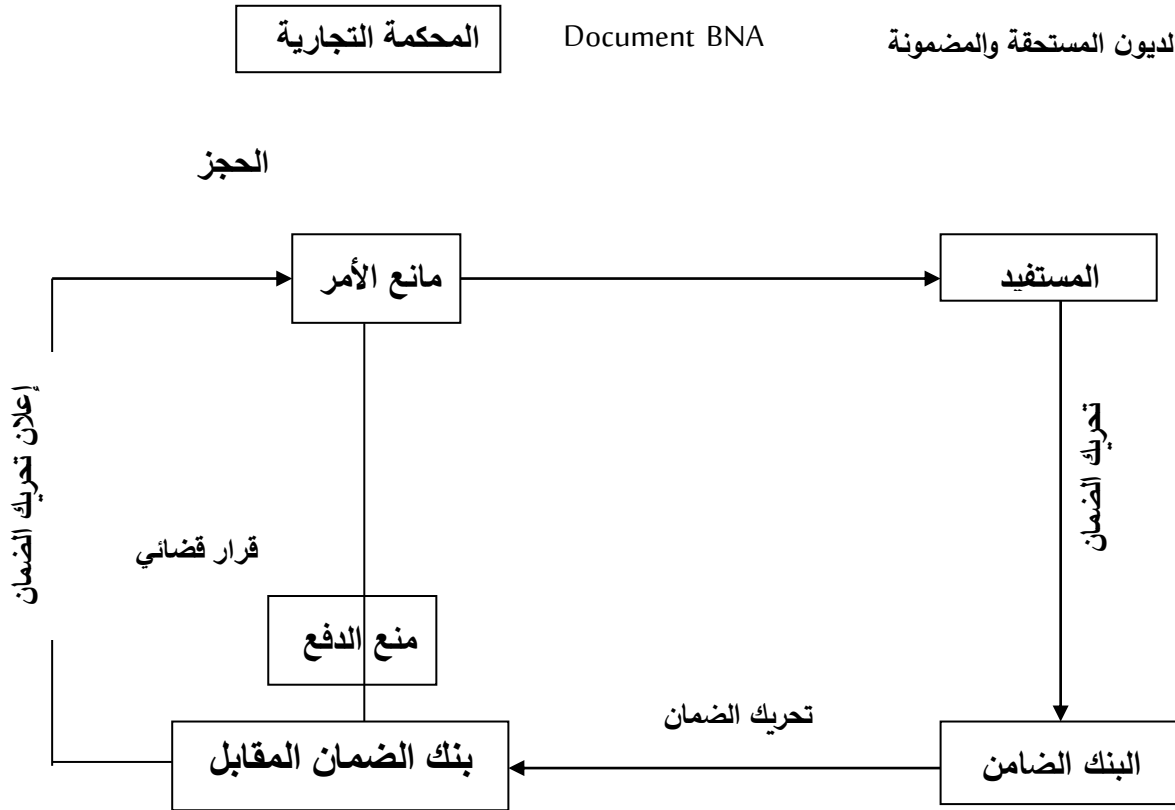 لديون المستحقة والمضمونة
Document BNA
المحكمة التجارية
الحجز
المستفيد
مانع الأمر
إعلان تحريك الضمان
تحريك الضمان
قرار قضائي
منع الدفع
تحريك الضمان
البنك الضامن
بنك الضمان المقابل